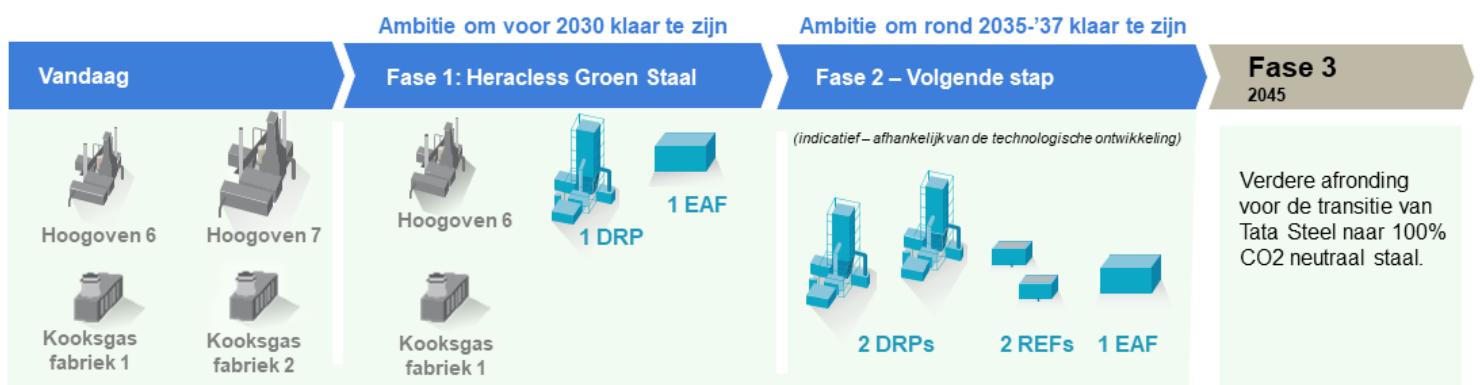 Ambitie om voor 2030 klaar te zijn
Ambitie om rond 2035-'37 klaar te zijn
Vandaag
Fase 1: Heracless Groen Staal
Fase 2 – Volgende stap
Fase 3
2045
Hoogoven 6
Hoogoven 7
Kooksgas
fabriek 1
Kooksgas
fabriek 2
Hoogoven 6
1 DRP
1 EAF
Kooksgas
fabriek 1
(indicatief – afhankelijk van de technologische ontwikkeling)
2 DRPs
2 REFs
1 EAF
Verdere afronding
voor de transitie van
Tata Steel naar 100%
CO2 neutraal staal.